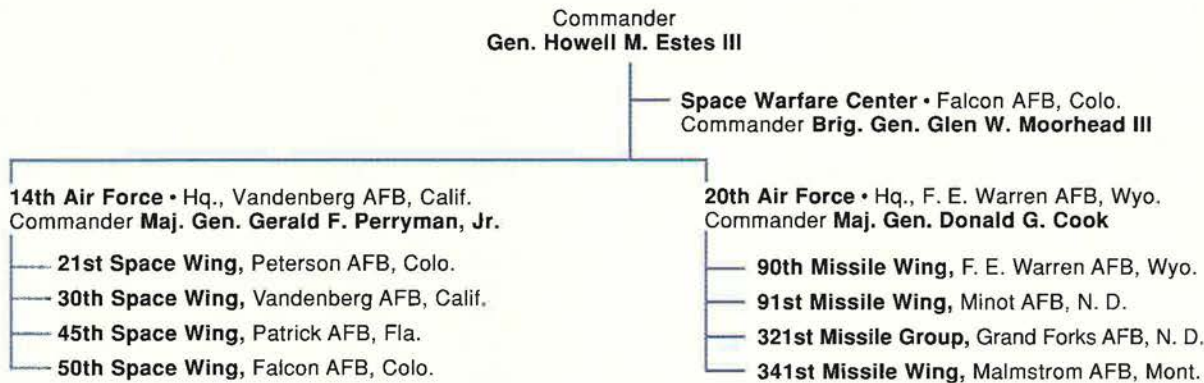 Commander
Gen. Howell M. Estes III
Space Warfare Center • Falcon AFB, Colo.
Commander Brig. Gen. Glen W. Moorhead III
14th Air Force • Hq., Vandenberg AFB, Calif.
Commander Maj. Gen. Gerald F. Perryman, Jr.
21st Space Wing, Peterson AFB, Colo.
30th Space Wing, Vandenberg AFB, Calif.
45th Space Wing, Patrick AFB, Fla.
50th Space Wing, Falcon AFB, Colo.
20th Air Force • Hq., F. E. Warren AFB, Wyo.
Commander Maj. Gen. Donald G. Cook
90th Missile Wing, F. E. Warren AFB, Wyo.
91st Missile Wing, Minot AFB, N. D.
321st Missile Group, Grand Forks AFB, N. D.
341st Missile Wing, Malmstrom AFB, Mont.